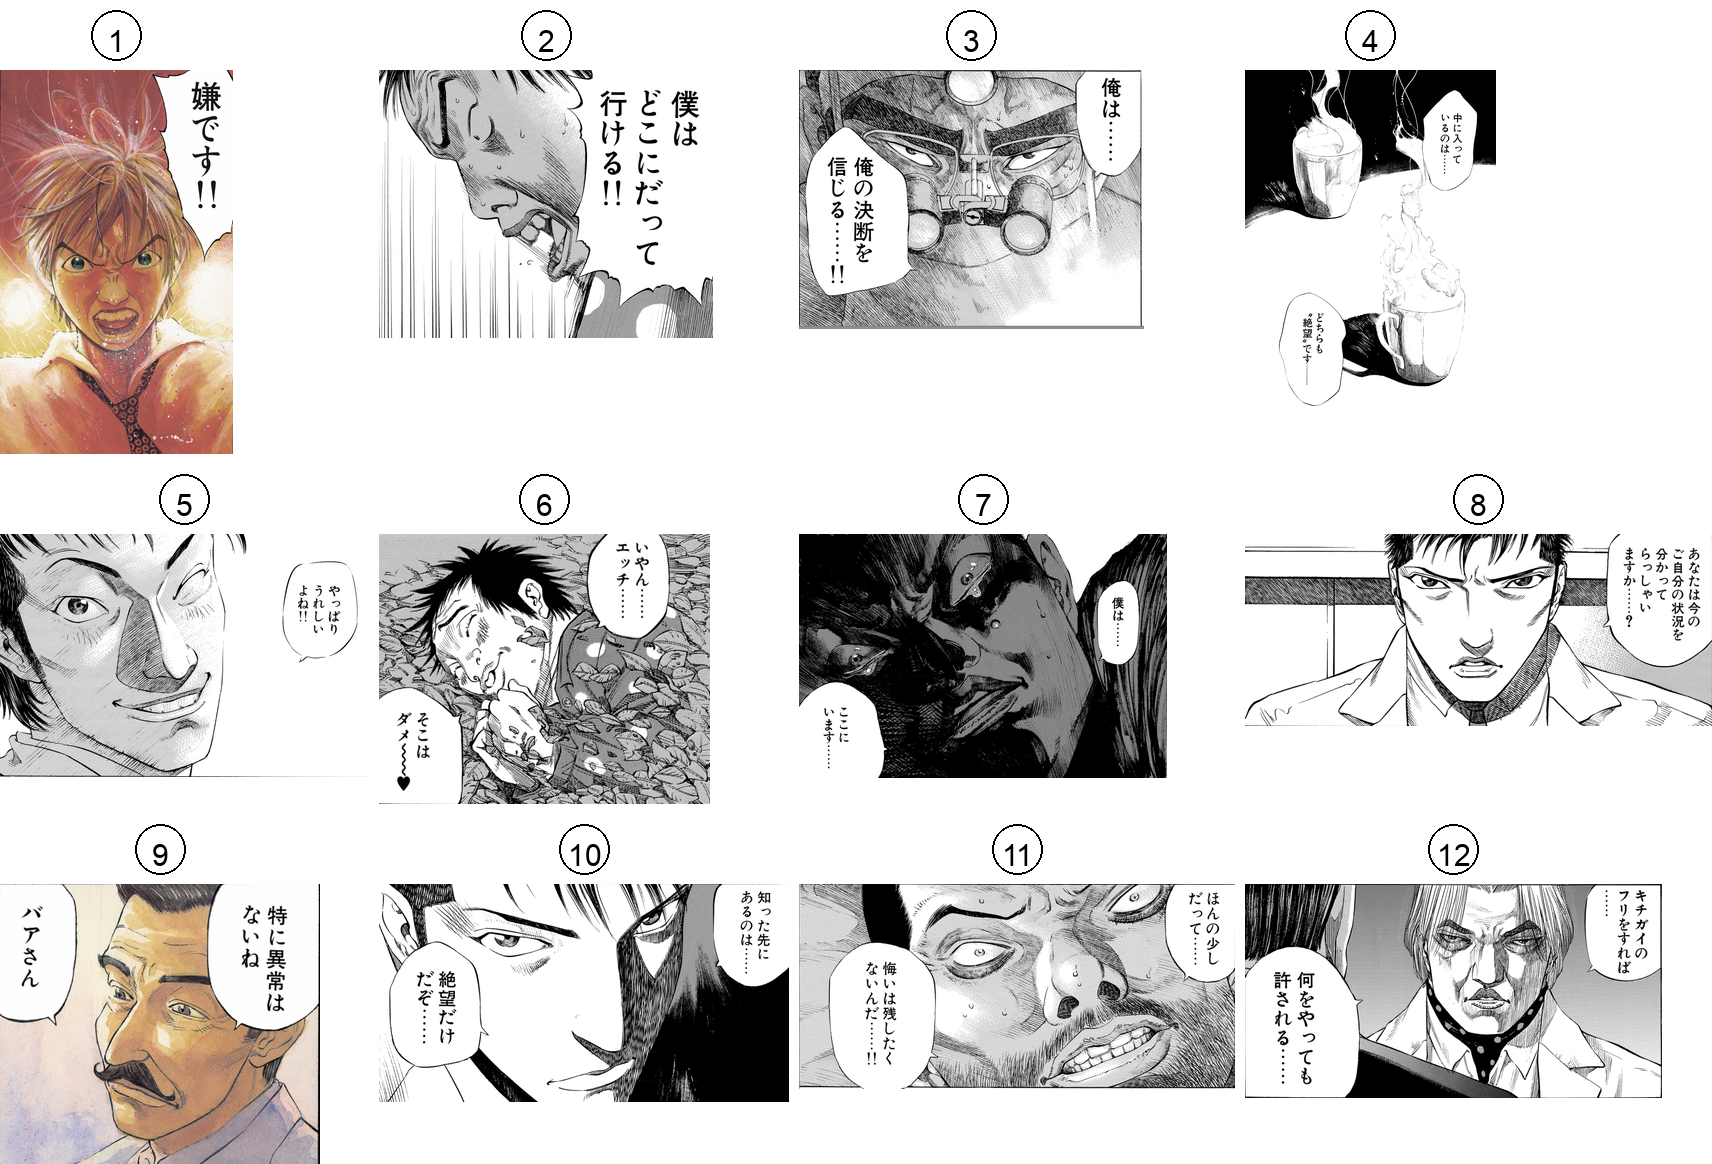 1
嫌です!!
2
僕は
どこにだって
行ける!!
3
俺は……
俺の決断を
信じる………!!
4
中に入って
いるのは……
どちらも
“絶望”です──
5
やっぱり
うれしい
よね!!
6
いやん……
エッチ……
そこは
ダメ〜〜〜♥
7
僕は……
ここに
います……
8
あなたは今の
ご自分の状況を
分かって
らっしゃい
ますか……?
9
特に異常は
ないね
バアさん
10
知った先に
あるのは……
絶望だけ
だぞ……
11
ほんの少し
だって……
悔いは残したく
ないんだ……!!
12
キチガイの
フリをすれば
……
何をやっても
許される……